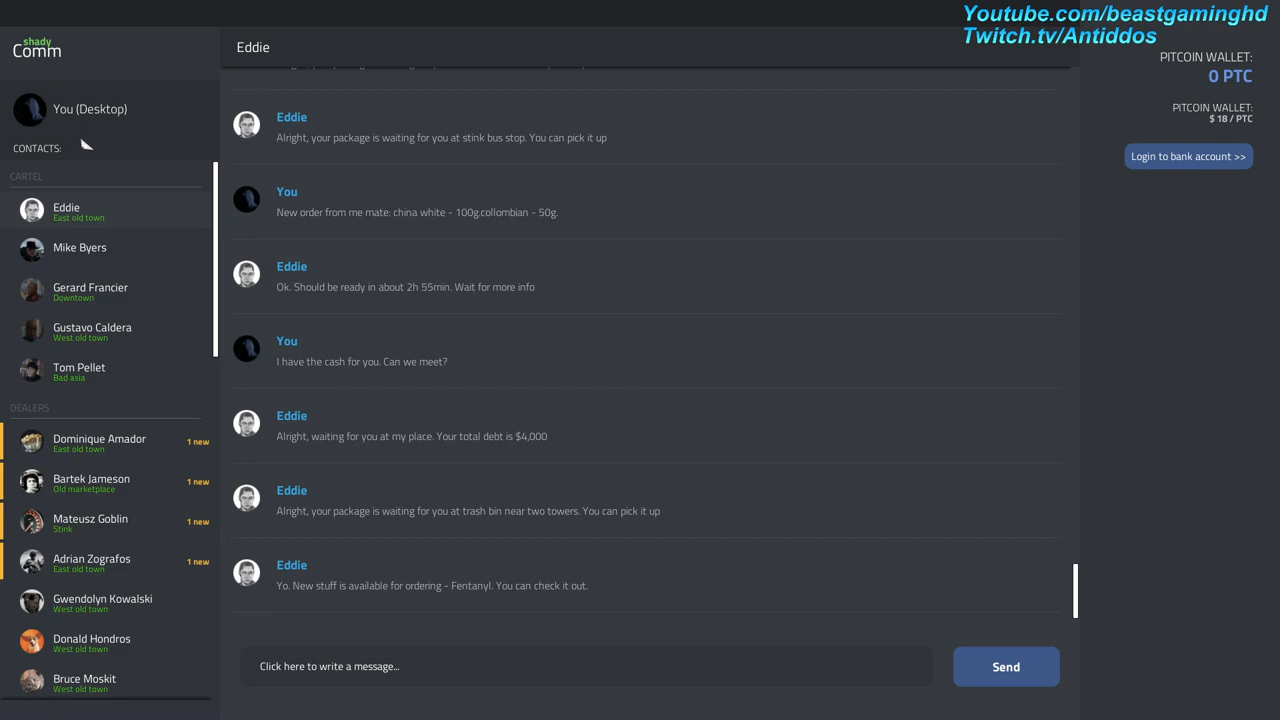 Youtube.com/beastgaminghd
Twitch.tv/Antiddos
shady
Comm
You (Desktop)
CONTACTS:
CARTEL
Eddie
East old town
Mike Byers
Gerard Francier
Downtown
Gustavo Caldera
West old town
Tom Pellet
Bad asia
DEALERS
Dominique Amador
East old town
1 new
Bartek Jameson
Old marketplace
1 new
Mateusz Goblin
Stink
1 new
Adrian Zografos
East old town
1 new
Gwendolyn Kowalski
West old town
Donald Hondros
West old town
Bruce Moskit
West old town
Eddie
Eddie
Alright, your package is waiting for you at stink bus stop. You can pick it up
You
New order from me mate: china white - 100g.collombian - 50g.
Eddie
Ok. Should be ready in about 2h 55min. Wait for more info
You
I have the cash for you. Can we meet?
Eddie
Alright, waiting for you at my place. Your total debt is $4,000
Eddie
Alright, your package is waiting for you at trash bin near two towers. You can pick it up
Eddie
Yo. New stuff is available for ordering - Fentanyl. You can check it out.
Click here to write a message...
Send
PITCOIN WALLET:
0 PTC
PITCOIN WALLET:
$ 18 / PTC
Login to bank account >>